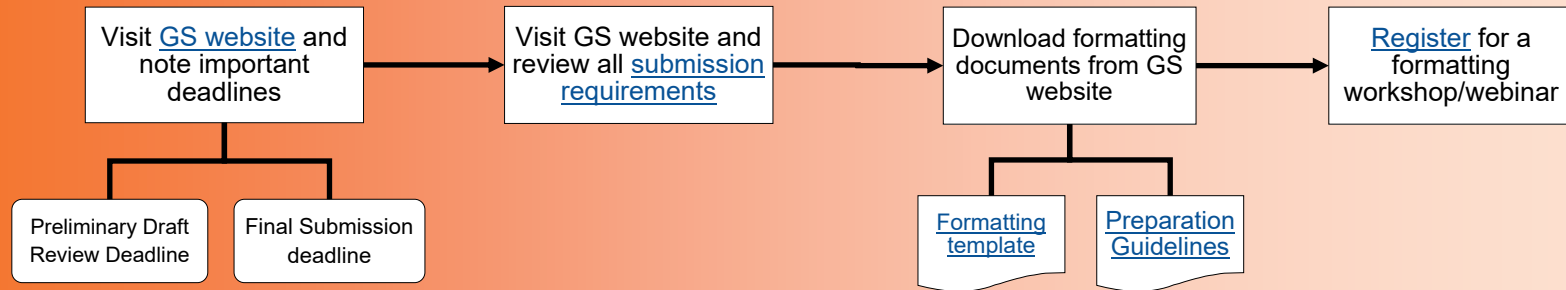 Visit GS website and
note important
deadlines
Visit GS website and
review all submission
requirements
Download formatting
documents from GS
website
Register for a
formatting
workshop/webinar
Preliminary Draft
Review Deadline
Final Submission
deadline
Formatting
template
Preparation
Guidelines